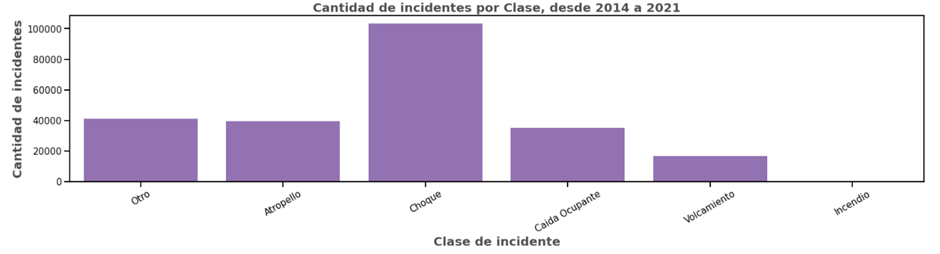 Cantidad de incidentes por Clase, desde 2014 a 2021
Cantidad de incidentes
100000
80000
60000
40000
20000
0
Otro
Atropello
Choque
Caida Ocupante
Volcamiento
Incendio
Clase de incidente